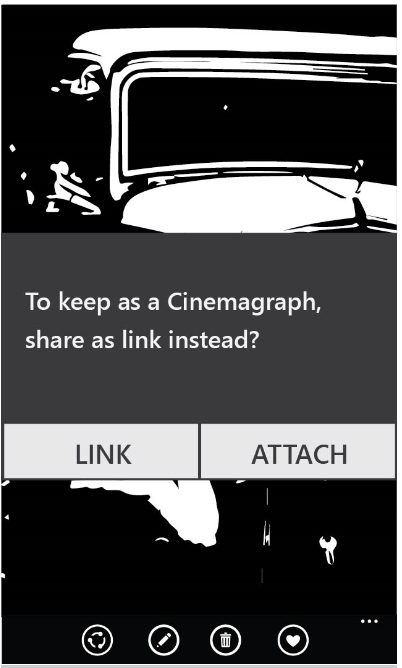 To keep as a Cinemagraph,
share as link instead?
LINK
ATTACH